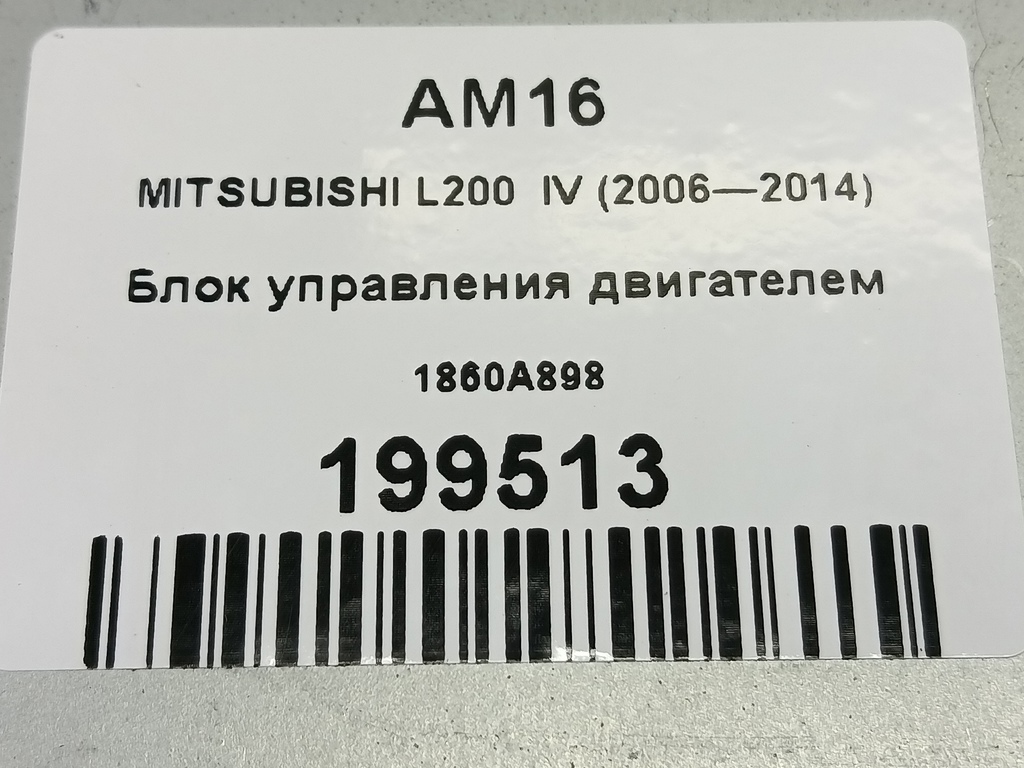 AM16
MITSUBISHI L200 IV (2006—2014)
Блок управления двигателем
1860A898
199513